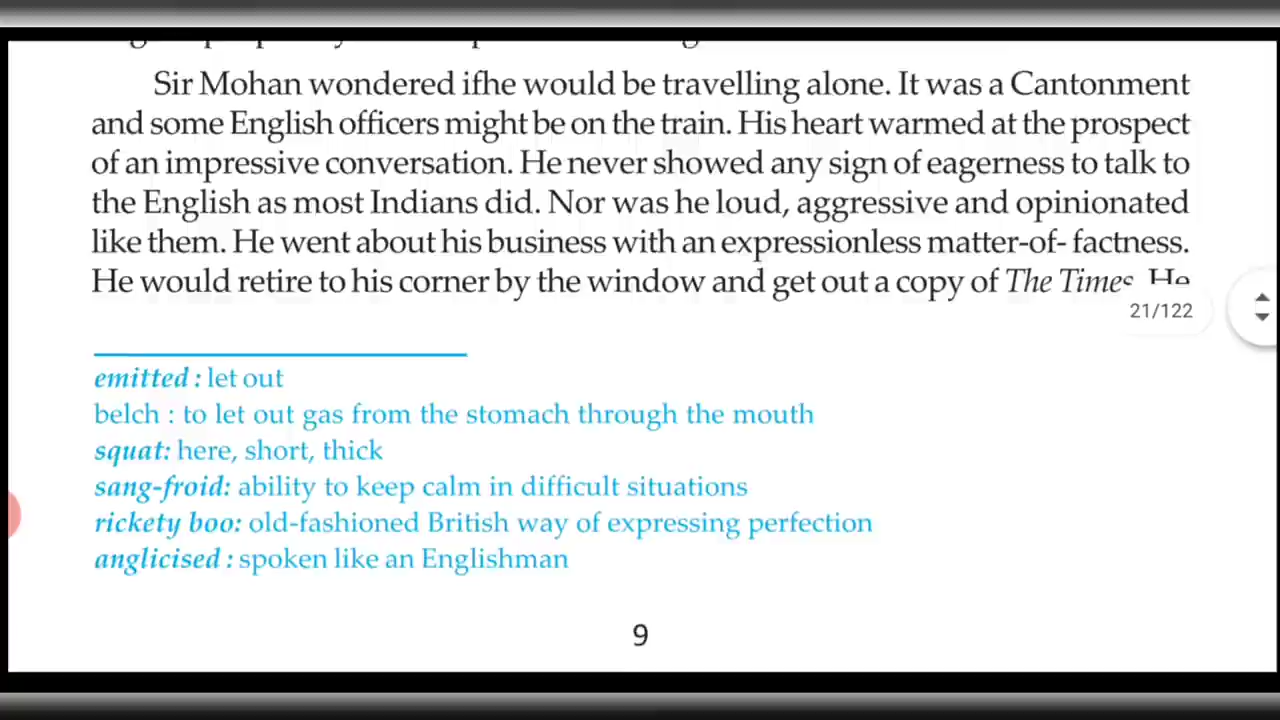 Sir Mohan wondered ifhe would be travelling alone. It was a Cantonment
and some English officers might be on the train. His heart warmed at the prospect
of an impressive conversation. He never showed any sign of eagerness to talk to
the English as most Indians did. Nor was he loud, aggressive and opinionated
like them. He went about his business with an expressionless matter-of- factness.
He would retire to his corner by the window and get out a copy of The Times. He
21/122
emitted : let out
belch : to let out gas from the stomach through the mouth
squat: here, short, thick
sang-froid: ability to keep calm in difficult situations
rickety boo: old-fashioned British way of expressing perfection
anglicised : spoken like an Englishman
9